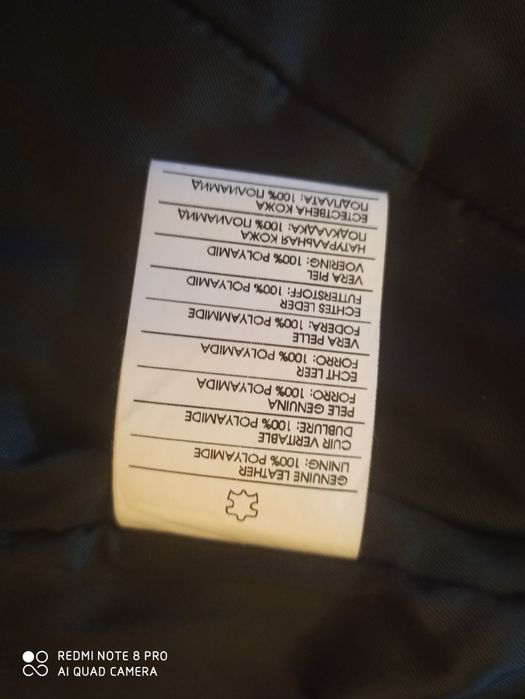 GENUINE LEATHER
LINING: 100% POLYAMIDE
CUIR VERITABLE
DUBLURE: 100% POLYAMIDE
PELE GENUINA
FORRO: 100% POLYAMIDA
ECHT LEER
FORRO: 100% POLYAMIDA
VERA PELLE
FODERA: 100% POLYAMMIDE
ECHTES LEDER
FUTTERSTOFF: 100% POLYAMID
VERA PIEL
VOERING: 100% POLYAMID
НАТУРАЛЬНАЯ КОЖА
ПОДКЛАДКА: 100% ПОЛИАМИД
ЕСТЕСТВЕНА КОЖА
ПОДПЛАТА: 100% ПОЛИАМИД
REDMI NOTE 8 PRO
AI QUAD CAMERA